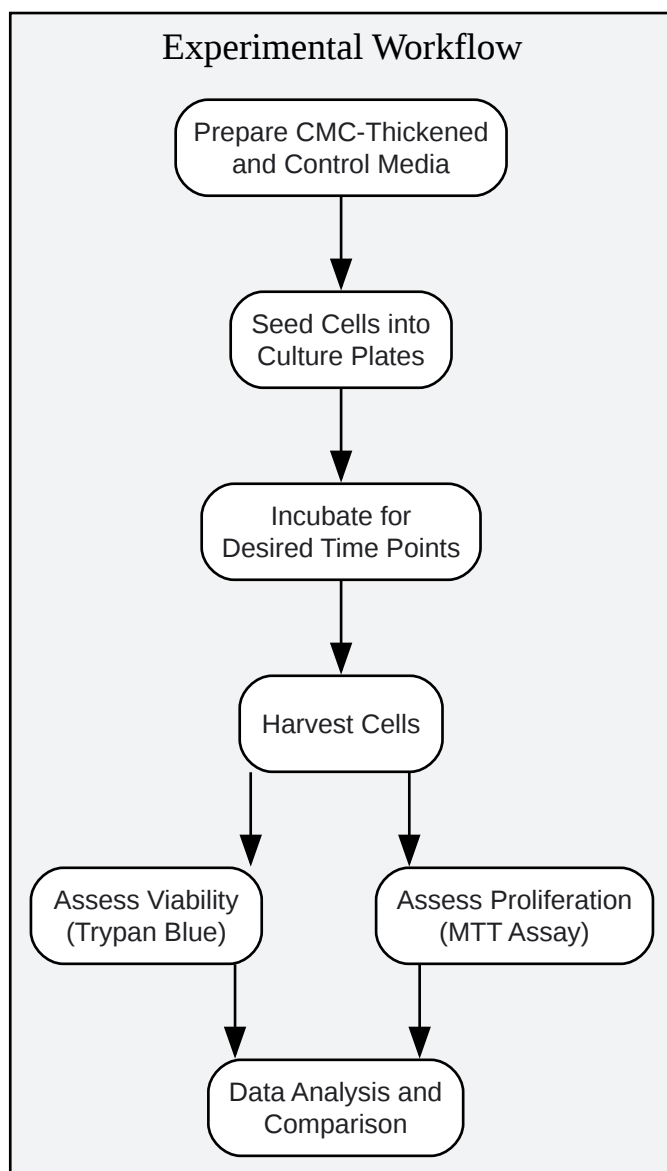 Experimental Workflow
Prepare CMC-Thickened
and Control Media
Seed Cells into
Culture Plates
Incubate for
Desired Time Points
Harvest Cells
Assess Viability
(Trypan Blue)
Assess Proliferation
(MTT Assay)
Data Analysis and
Comparison